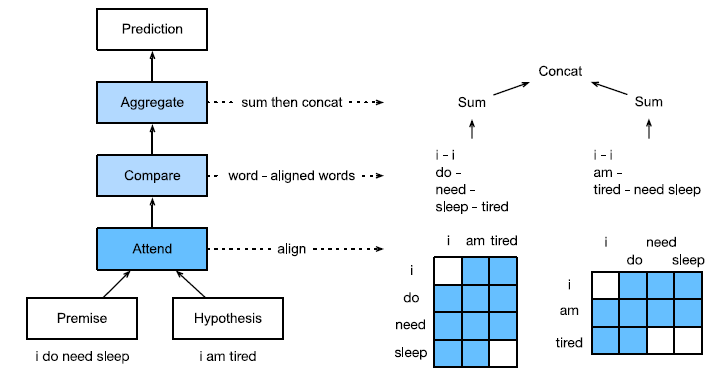 Prediction
Aggregate
sum then concat
Compare
word – aligned words
Attend
align
Premise
Hypothesis
i do need sleep
i am tired
Concat
Sum
Sum
i – i
do –
need –
sleep – tired
i – i
am –
tired – need sleep
i am tired
i
do
need
sleep
i need
do sleep
i
am
tired